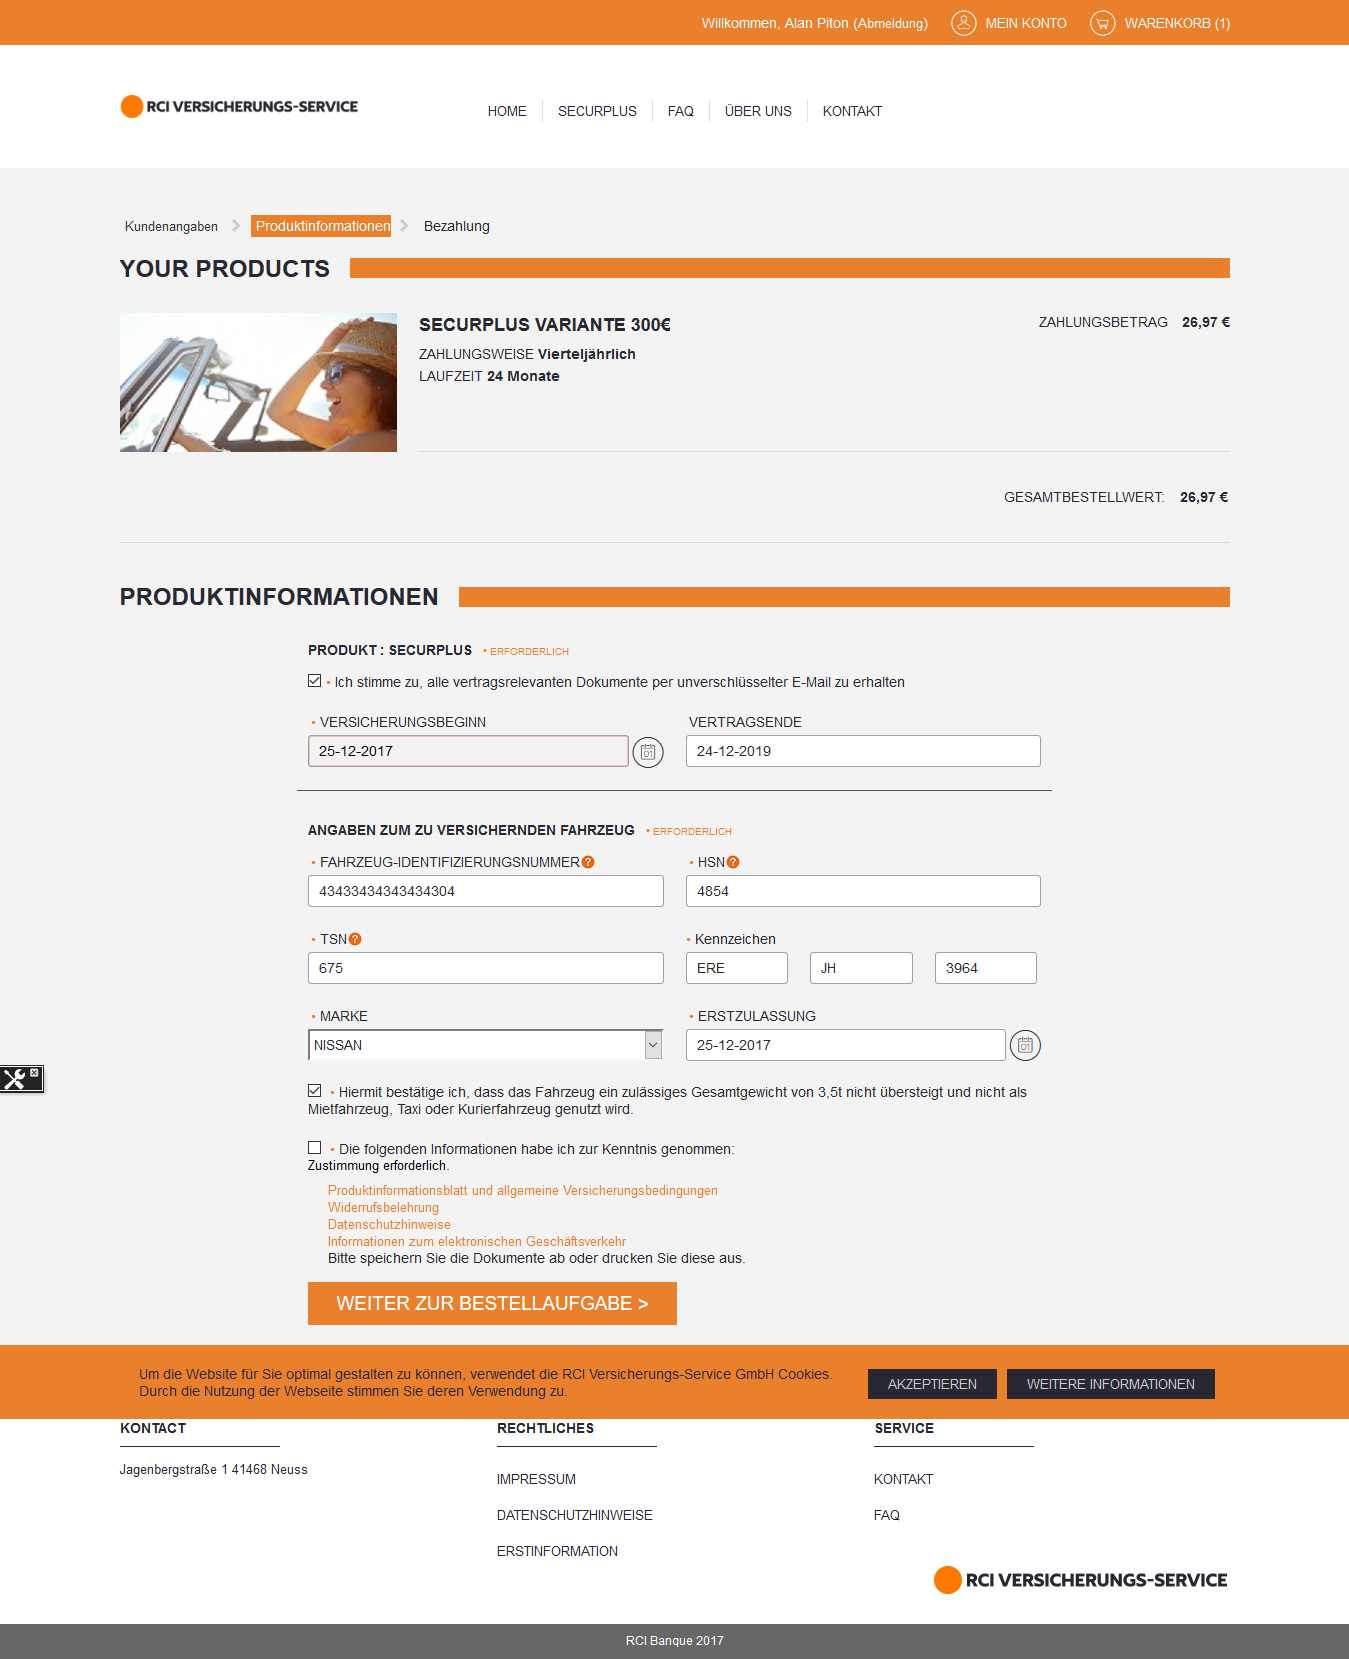 Willkommen, Alan Piton (Abmeldung) MEIN KONTO WARENKORB (1)
RCI VERSICHERUNGS-SERVICE
HOME SECURPLUS FAQ ÜBER UNS KONTAKT
Kundenangaben Produktinformationen Bezahlung
YOUR PRODUCTS
SECURPLUS VARIANTE 300€
ZAHLUNGSBETRAG 26,97 €
ZAHLUNGSWEISE Vierteljährlich
LAUFZEIT 24 Monate
GESAMTBESTELLWERT: 26,97 €
PRODUKTINFORMATIONEN
PRODUKT : SECURPLUS • ERFORDERLICH
• Ich stimme zu, alle vertragsrelevanten Dokumente per unverschlüsselter E-Mail zu erhalten
• VERSICHERUNGSBEGINN VERTRAGSENDE
25-12-2017 01 24-12-2019
ANGABEN ZUM ZU VERSICHERNDEN FAHRZEUG • ERFORDERLICH
• FAHRZEUG-IDENTIFIZIERUNGSNUMMER ? • HSN ?
43433434343434304 4854
• TSN ? • Kennzeichen
675 ERE JH 3964
• MARKE • ERSTZULASSUNG
NISSAN 25-12-2017 01
• Hiermit bestätige ich, dass das Fahrzeug ein zulässiges Gesamtgewicht von 3,5t nicht übersteigt und nicht als
Mietfahrzeug, Taxi oder Kurierfahrzeug genutzt wird.
• Die folgenden Informationen habe ich zur Kenntnis genommen:
Zustimmung erforderlich.
Produktinformationsblatt und allgemeine Versicherungsbedingungen
Widerrufsbelehrung
Datenschutzhinweise
Informationen zum elektronischen Geschäftsverkehr
Bitte speichern Sie die Dokumente ab oder drucken Sie diese aus.
WEITER ZUR BESTELLAUFGABE >
Um die Website für Sie optimal gestalten zu können, verwendet die RCI Versicherungs-Service GmbH Cookies.
Durch die Nutzung der Webseite stimmen Sie deren Verwendung zu.
AKZEPTIEREN WEITERE INFORMATIONEN
KONTACT RECHTLICHES SERVICE
Jagenbergstraße 1 41468 Neuss
IMPRESSUM KONTAKT
DATENSCHUTZHINWEISE FAQ
ERSTINFORMATION
RCI VERSICHERUNGS-SERVICE
RCI Banque 2017